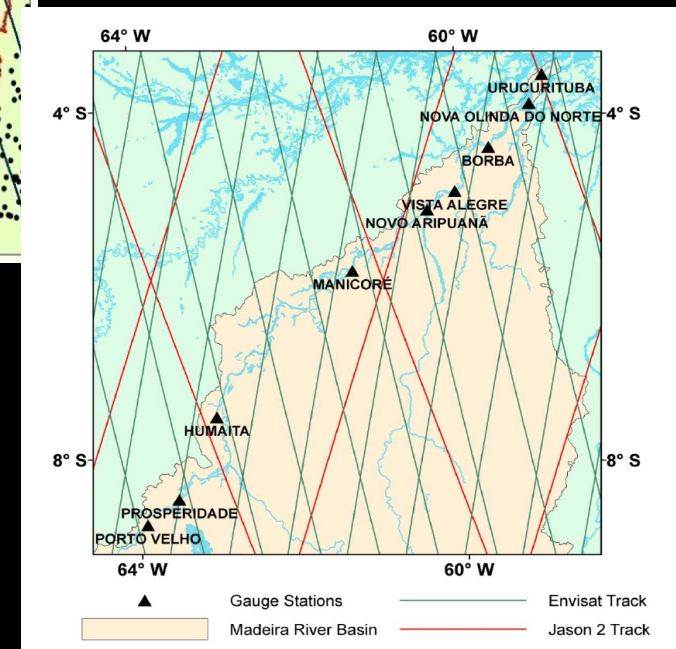 64° W 60° W
URUCURITUBA
4° S 4° S
NOVA OLINDA DO NORTE
BORBA
VISTA ALEGRE
NOVO ARIPUANÃ
MANICORÉ
HUMAITA
8° S 8° S
PROSPERIDADE
PORTO VELHO
64° W 60° W
Gauge Stations Envisat Track
Madeira River Basin Jason 2 Track